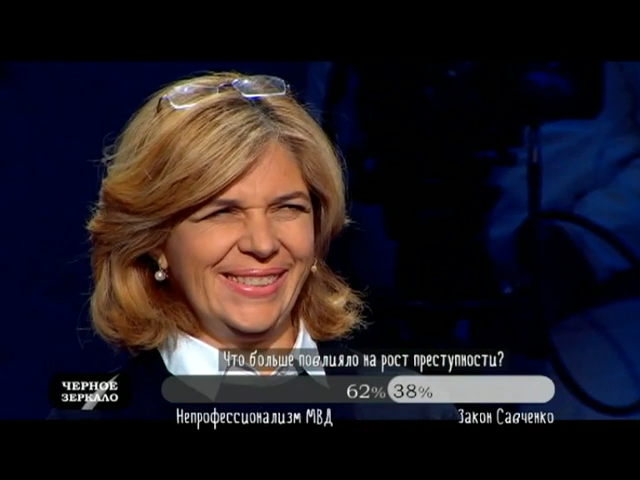 Что больше повлияло на рост преступности?
ЧЕРНОЕ
ЗЕРКАЛО
62% 38%
Непрофессионализм МВД Закон Савченко